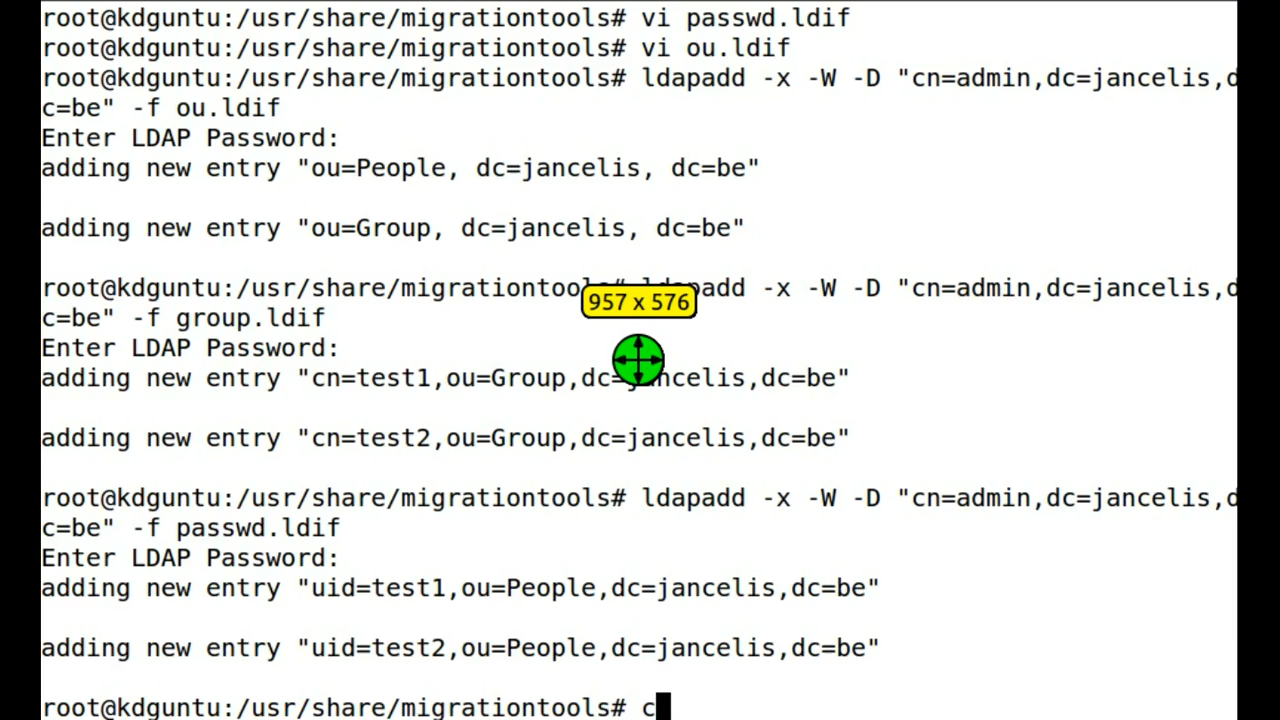 root@kdguntu:/usr/share/migrationtools# vi passwd.ldif
root@kdguntu:/usr/share/migrationtools# vi ou.ldif
root@kdguntu:/usr/share/migrationtools# ldapadd -x -W -D "cn=admin,dc=jancelis,d
c=be" -f ou.ldif
Enter LDAP Password:
adding new entry "ou=People, dc=jancelis, dc=be"
adding new entry "ou=Group, dc=jancelis, dc=be"
root@kdguntu:/usr/share/migrationtools# ldapadd -x -W -D "cn=admin,dc=jancelis,d
957 x 576
c=be" -f group.ldif
Enter LDAP Password:
adding new entry "cn=test1,ou=Group,dc=jancelis,dc=be"
adding new entry "cn=test2,ou=Group,dc=jancelis,dc=be"
root@kdguntu:/usr/share/migrationtools# ldapadd -x -W -D "cn=admin,dc=jancelis,d
c=be" -f passwd.ldif
Enter LDAP Password:
adding new entry "uid=test1,ou=People,dc=jancelis,dc=be"
adding new entry "uid=test2,ou=People,dc=jancelis,dc=be"
root@kdguntu:/usr/share/migrationtools# c